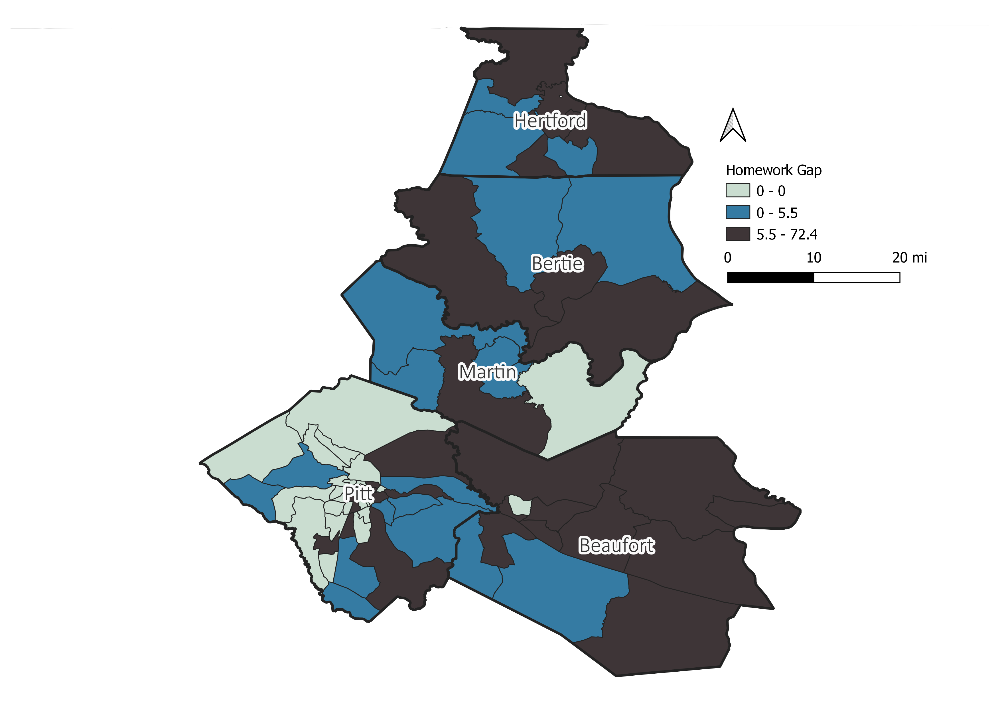 Hertford
Homework Gap
0 - 0
0 - 5.5
5.5 - 72.4
0 10 20 mi
Bertie
Martin
Pitt
Beaufort